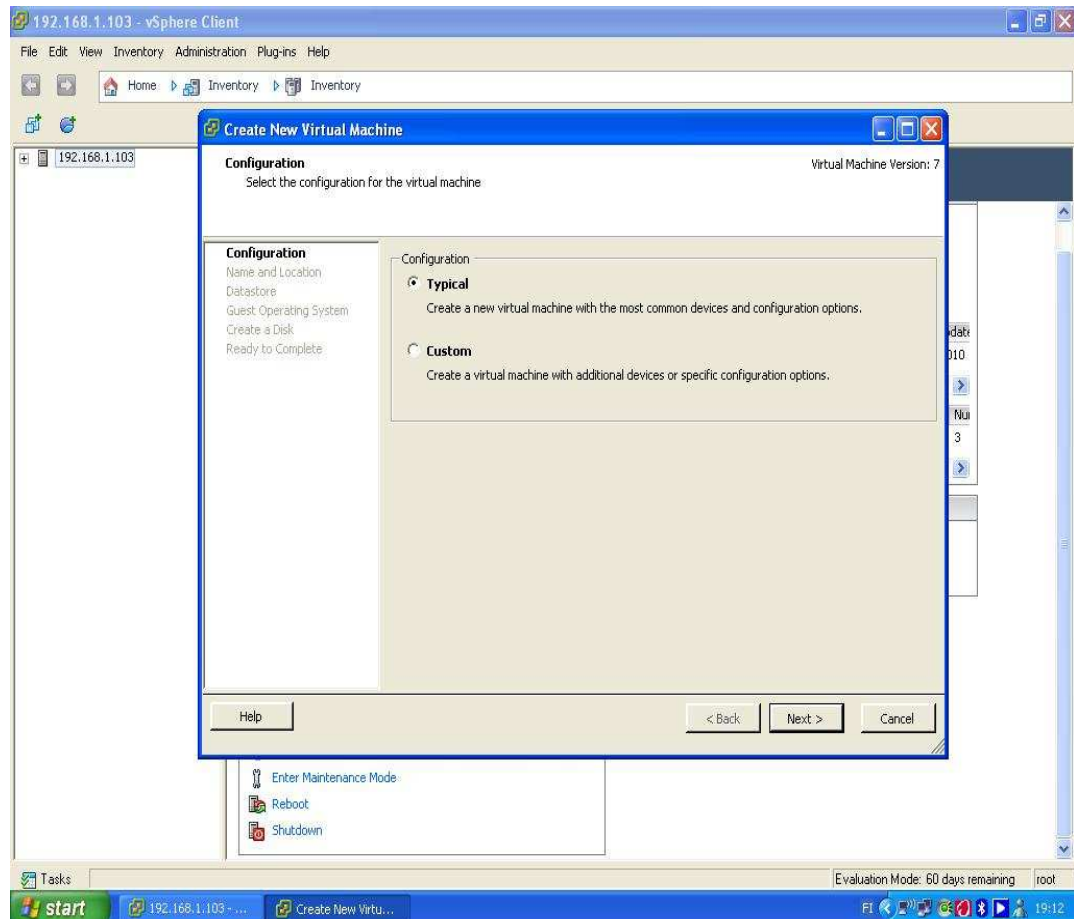 192.168.1.103 - vSphere Client
File Edit View Inventory Administration Plug-ins Help
Home Inventory Inventory
192.168.1.103
Create New Virtual Machine
Configuration
Select the configuration for the virtual machine
Virtual Machine Version: 7
Configuration
Name and Location
Datastore
Guest Operating System
Create a Disk
Ready to Complete
Configuration
Typical
Create a new virtual machine with the most common devices and configuration options.
Custom
Create a virtual machine with additional devices or specific configuration options.
Help
< Back
Next >
Cancel
Nu
3
Enter Maintenance Mode
Reboot
Shutdown
Tasks
Evaluation Mode: 60 days remaining
root
start
192.168.1.103 - ...
Create New Virtu...
FI
19:12